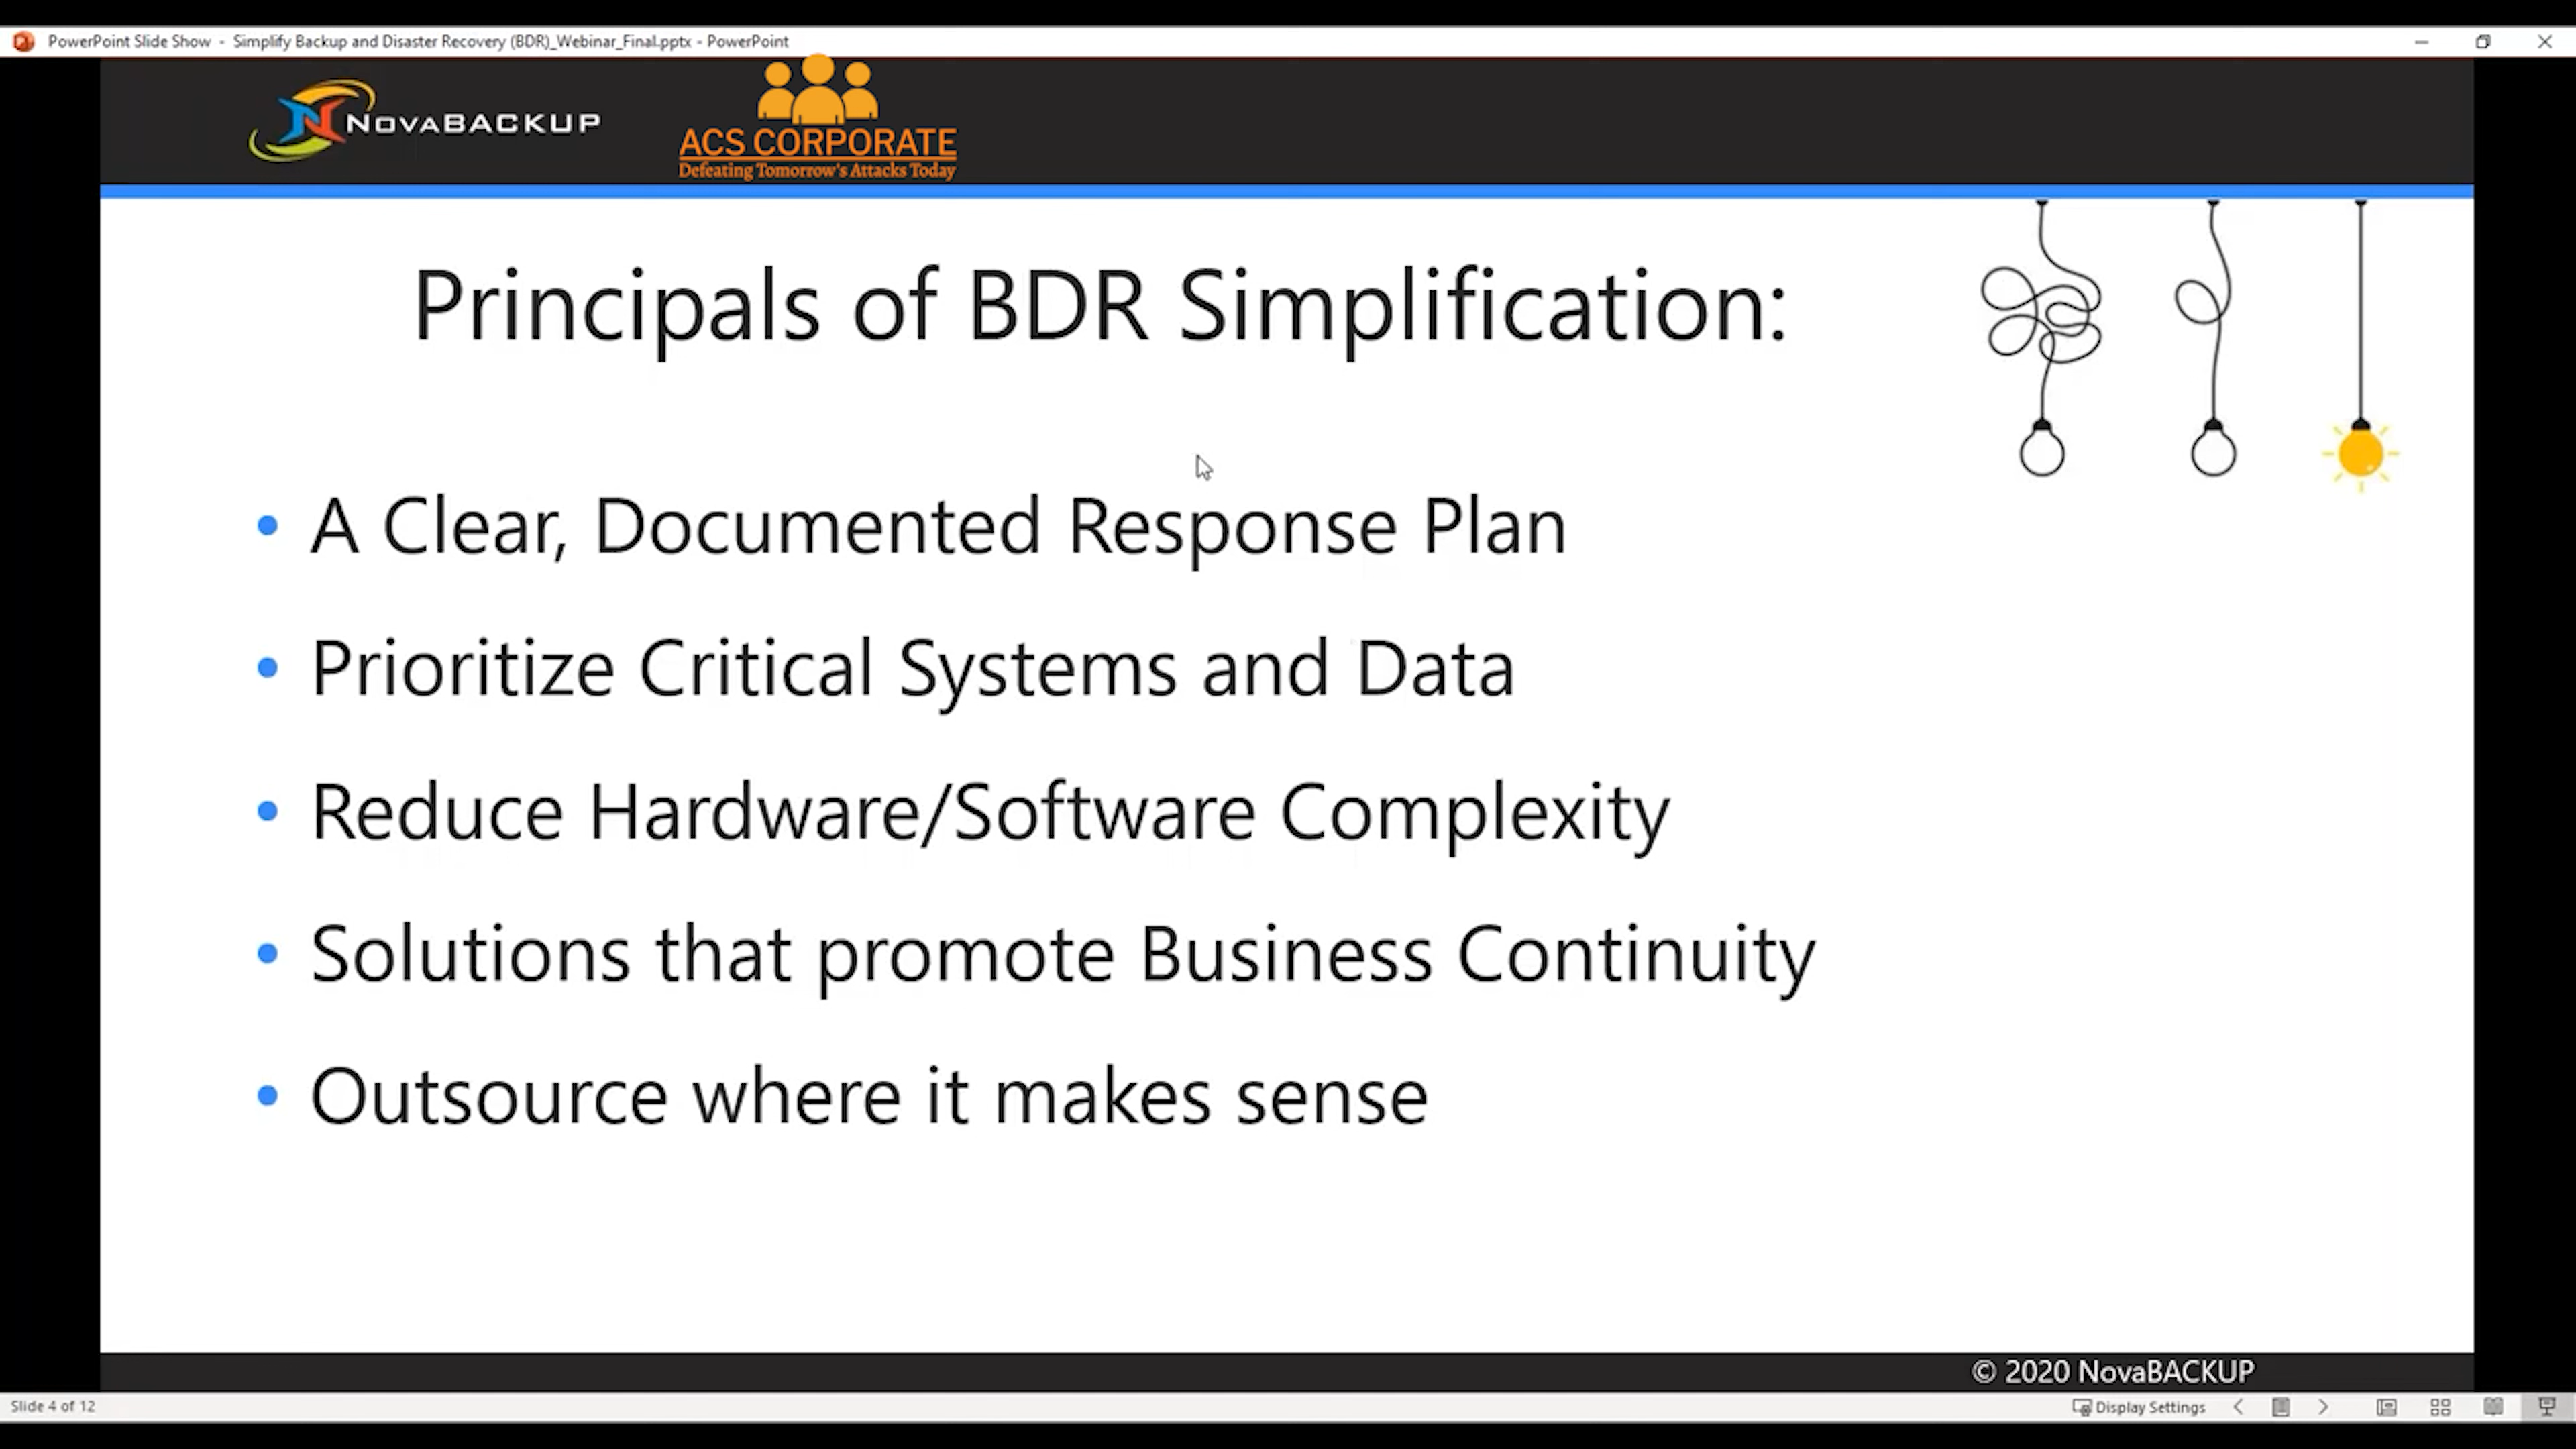 PowerPoint Slide Show - Simplify Backup and Disaster Recovery (BDR)_Webinar_Final.pptx - PowerPoint
NOVABACKUP
ACS CORPORATE
Defeating Tomorrow's Attacks Today
Principals of BDR Simplification:
• A Clear, Documented Response Plan
• Prioritize Critical Systems and Data
• Reduce Hardware/Software Complexity
• Solutions that promote Business Continuity
• Outsource where it makes sense
© 2020 NovaBACKUP
Slide 4 of 12
Display Settings